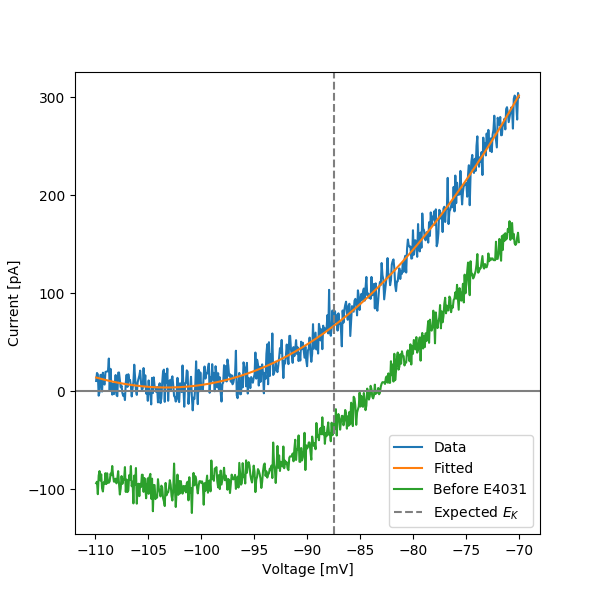 300
200
100
0
−100
Current [pA]
Data
Fitted
Before E4031
Expected E_K
−110 −105 −100 −95 −90 −85 −80 −75 −70
Voltage [mV]